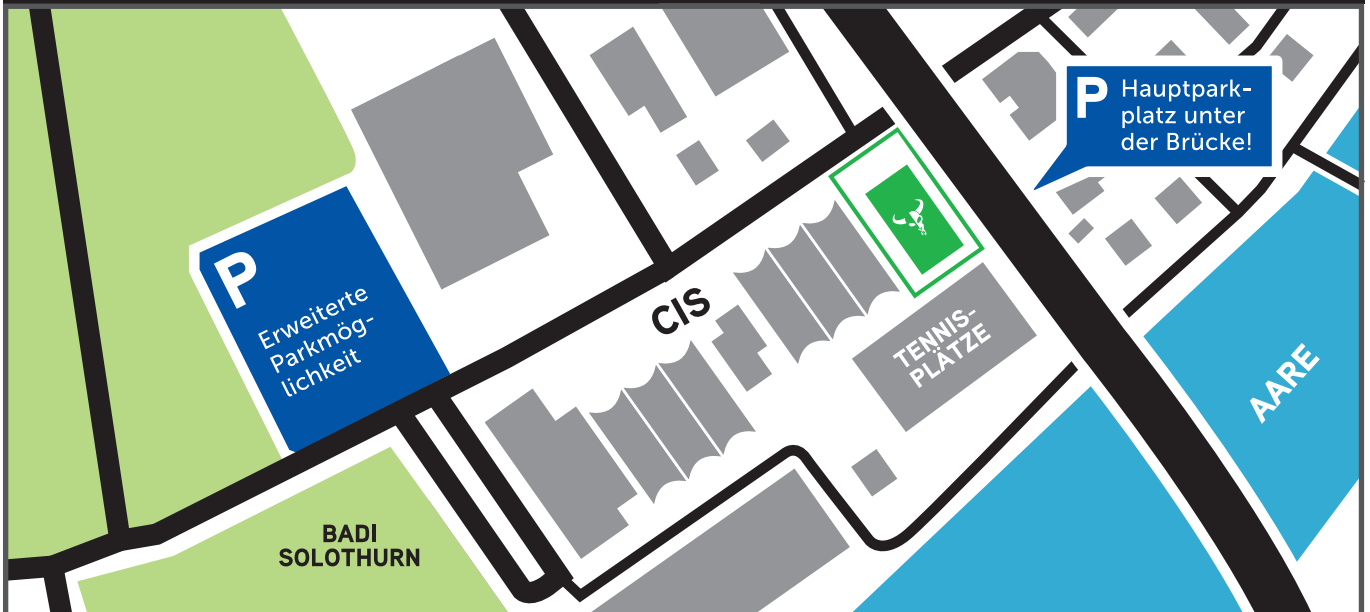 P Hauptpark-
platz unter
der Brücke!
P
Erweiterte
Parkmög-
lichkeit
CIS
TENNIS-
PLÄTZE
AARE
BADI
SOLOTHURN